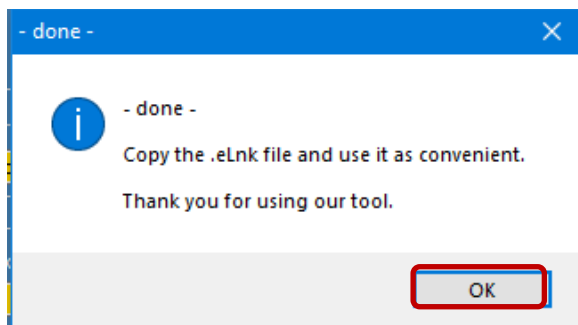 - done -
- done -
Copy the .eLnk file and use it as convenient.
Thank you for using our tool.
OK